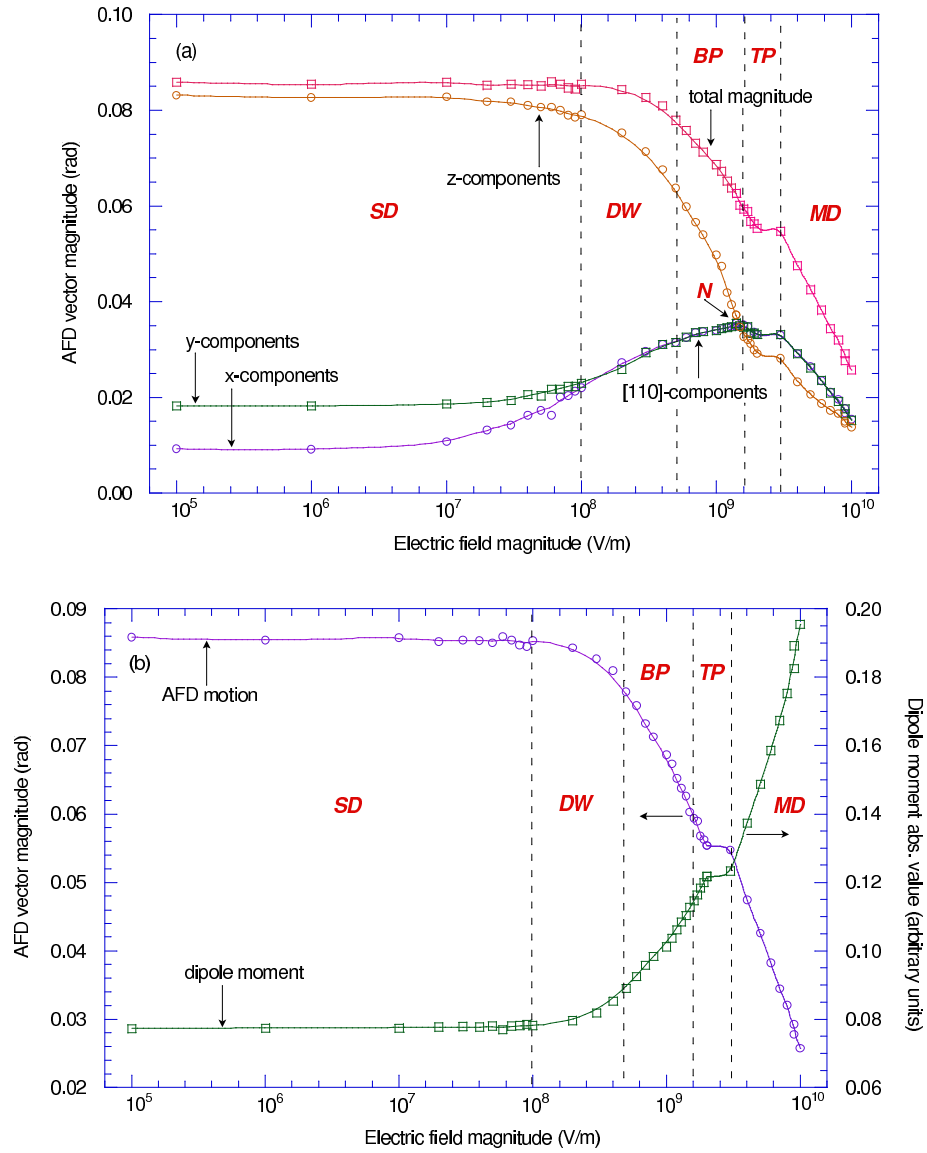 0.10
(a)
BP
TP
total magnitude
0.08
z-components
AFD vector magnitude (rad)
0.06
SD
DW
MD
0.04
N
y-components
x-components
[110]-components
0.02
0.00
10^5
10^6
10^7
10^8
10^9
10^10
Electric field magnitude (V/m)
0.09
0.20
(b)
BP
TP
AFD motion
0.08
0.18
0.07
0.16
AFD vector magnitude (rad)
Dipole moment abs. value (arbitrary units)
SD
DW
MD
0.06
0.14
0.05
0.12
0.04
0.10
dipole moment
0.03
0.08
0.02
0.06
10^5
10^6
10^7
10^8
10^9
10^10
Electric field magnitude (V/m)